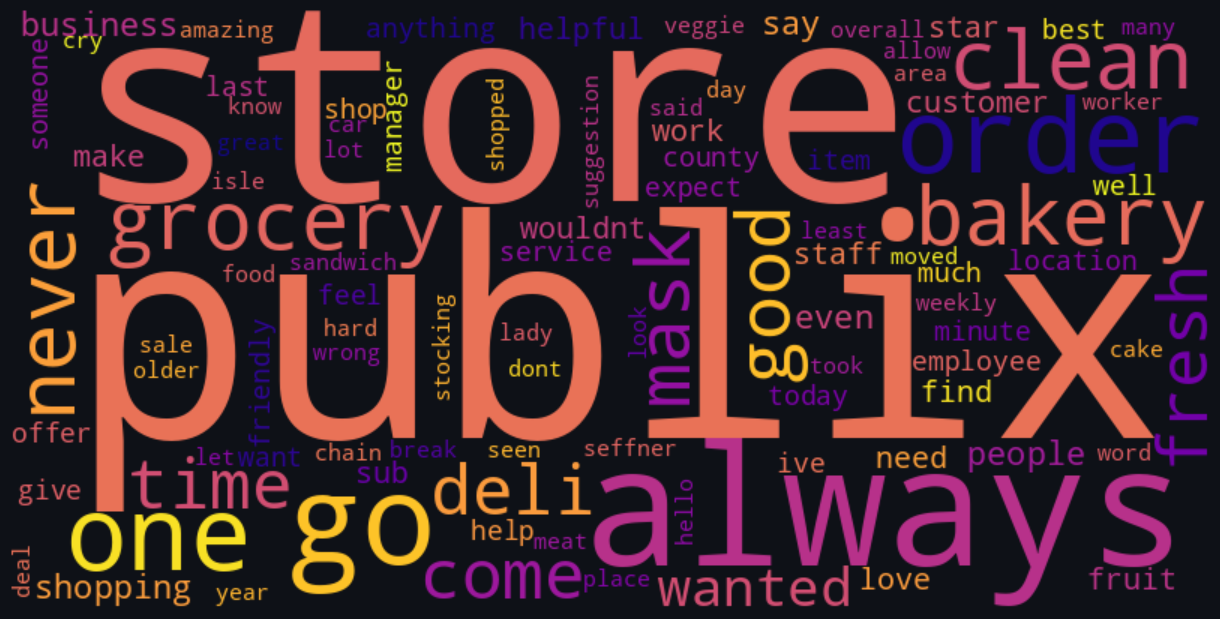 business
amazing
anything
helpful
veggie
say
overall
star
best
many
cry
someone
store
clean
allow
area
last
know
shop
manager
shopped
suggestion
day
said
work
customer
worker
order
car
great
lot
make
isle
county
item
expect
well
never
grocery
wouldnt
service
mask
good
least
staff
bakery
moved
much
location
fresh
food
sandwich
publix
feel
hard
wrong
friendly
sale
older
stocking
lady
dont
look
even
took
today
weekly
minute
employee
find
cake
offer
let
want
chain
break
seen
seffner
ive
need
people
word
give
time
sub
deli
always
one
go
help
meat
hello
deal
shopping
year
come
place
wanted
love
fruit